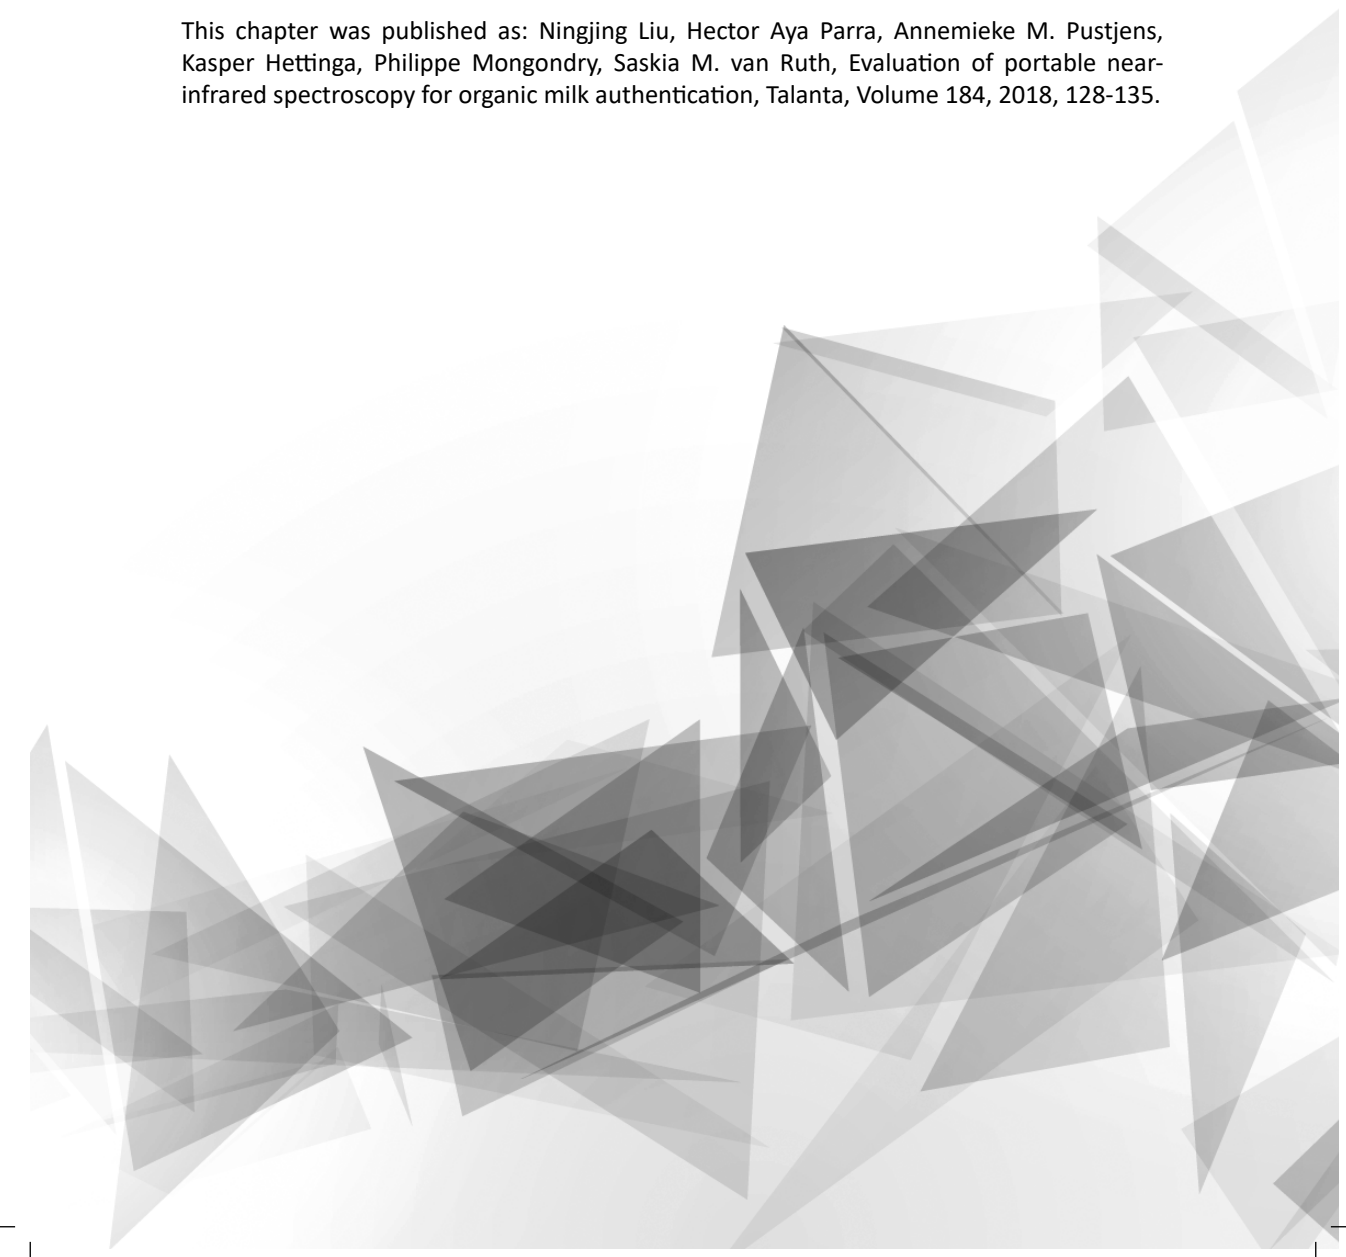 This chapter was published as: Ningjing Liu, Hector Aya Parra, Annemieke M. Pustjens,
Kasper Hettinga, Philippe Mongondry, Saskia M. van Ruth, Evaluation of portable near-
infrared spectroscopy for organic milk authentication, Talanta, Volume 184, 2018, 128-135.